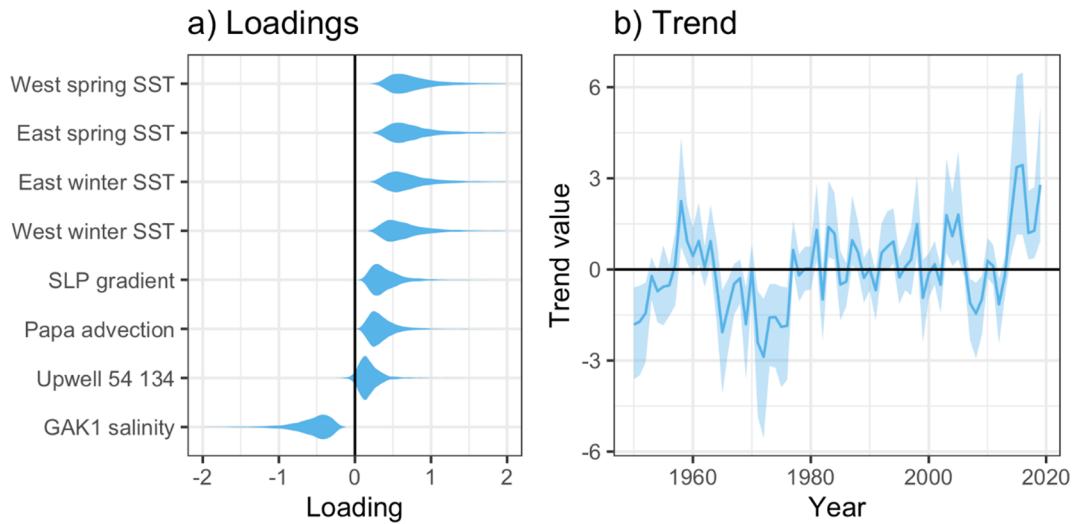 a) Loadings
West spring SST
East spring SST
East winter SST
West winter SST
SLP gradient
Papa advection
Upwell 54 134
GAK1 salinity
-2 -1 0 1 2
Loading
b) Trend
Trend value
6
3
0
-3
-6
1960 1980 2000 2020
Year